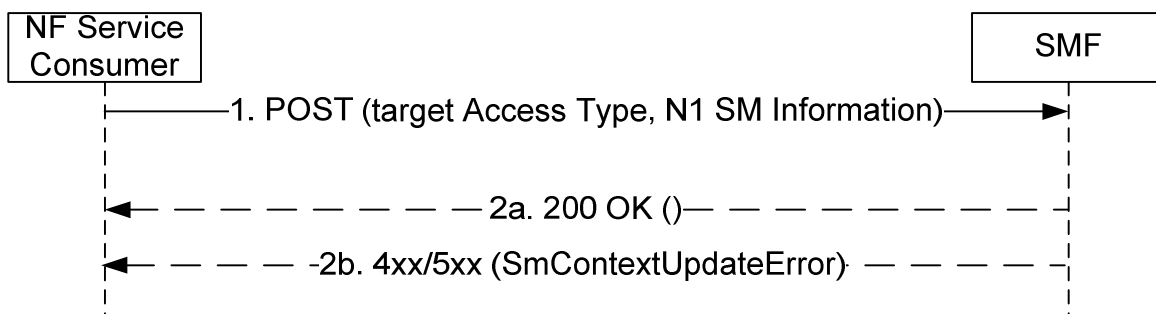 NF Service
Consumer
SMF
1. POST (target Access Type, N1 SM Information)
2a. 200 OK ()
2b. 4xx/5xx (SmContextUpdateError)